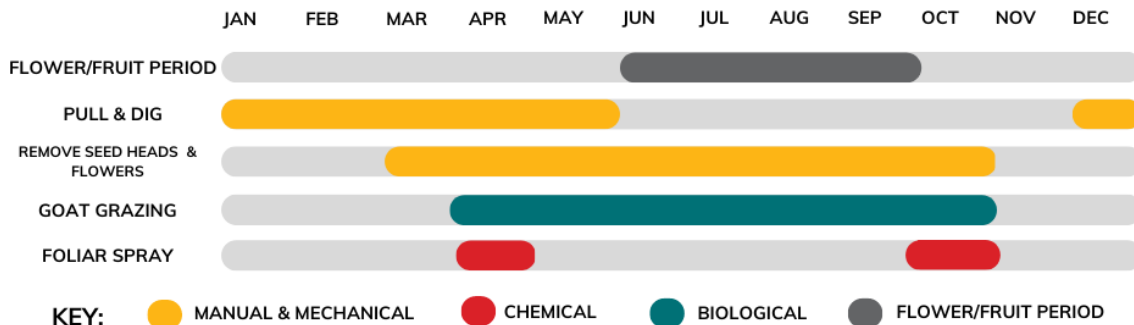 JAN FEB MAR APR MAY JUN JUL AUG SEP OCT NOV DEC
FLOWER/FRUIT PERIOD
PULL & DIG
REMOVE SEED HEADS &
FLOWERS
GOAT GRAZING
FOLIAR SPRAY
KEY: MANUAL & MECHANICAL CHEMICAL BIOLOGICAL FLOWER/FRUIT PERIOD